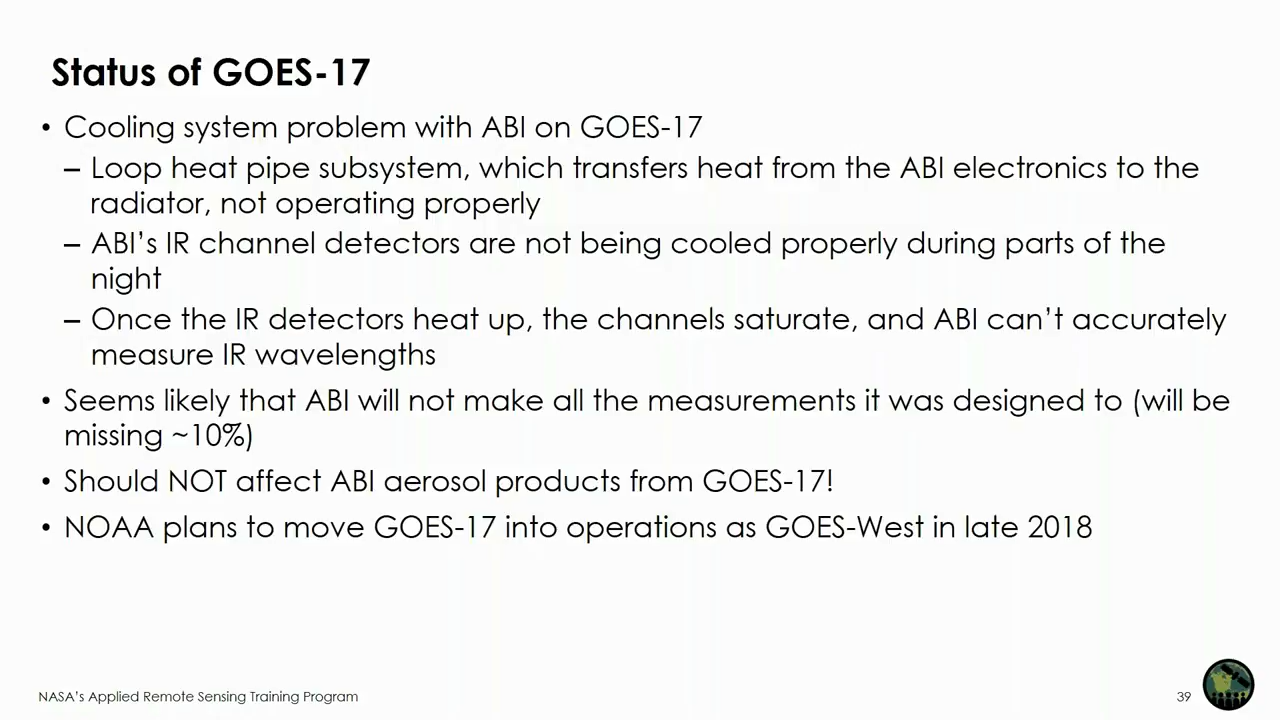 Status of GOES-17
• Cooling system problem with ABI on GOES-17
– Loop heat pipe subsystem, which transfers heat from the ABI electronics to the
radiator, not operating properly
– ABI’s IR channel detectors are not being cooled properly during parts of the
night
– Once the IR detectors heat up, the channels saturate, and ABI can’t accurately
measure IR wavelengths
• Seems likely that ABI will not make all the measurements it was designed to (will be
missing ~10%)
• Should NOT affect ABI aerosol products from GOES-17!
• NOAA plans to move GOES-17 into operations as GOES-West in late 2018
NASA’s Applied Remote Sensing Training Program
39